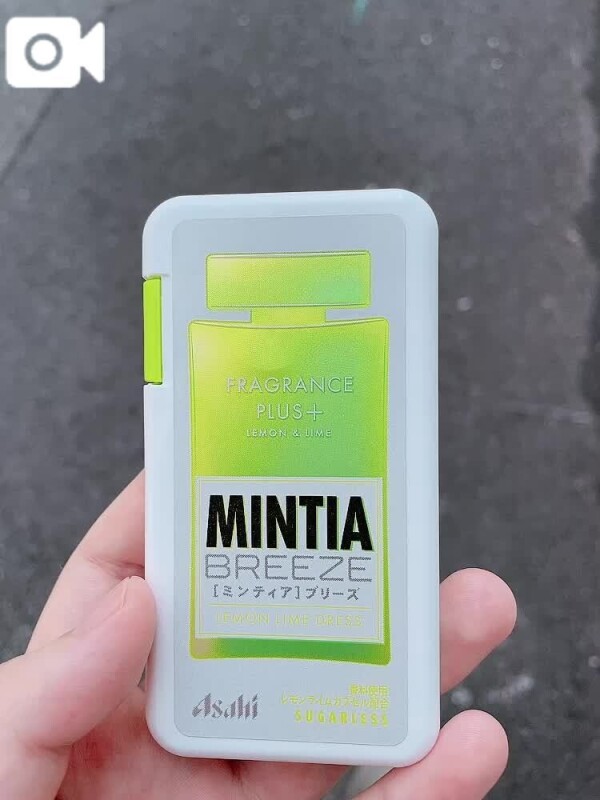 FRAGRANCE
PLUS+
LEMON & LIME
MINTIA
BREEZE
[ミンティア]ブリーズ
LEMON LIME DRESS
Asahi
SUGARLESS